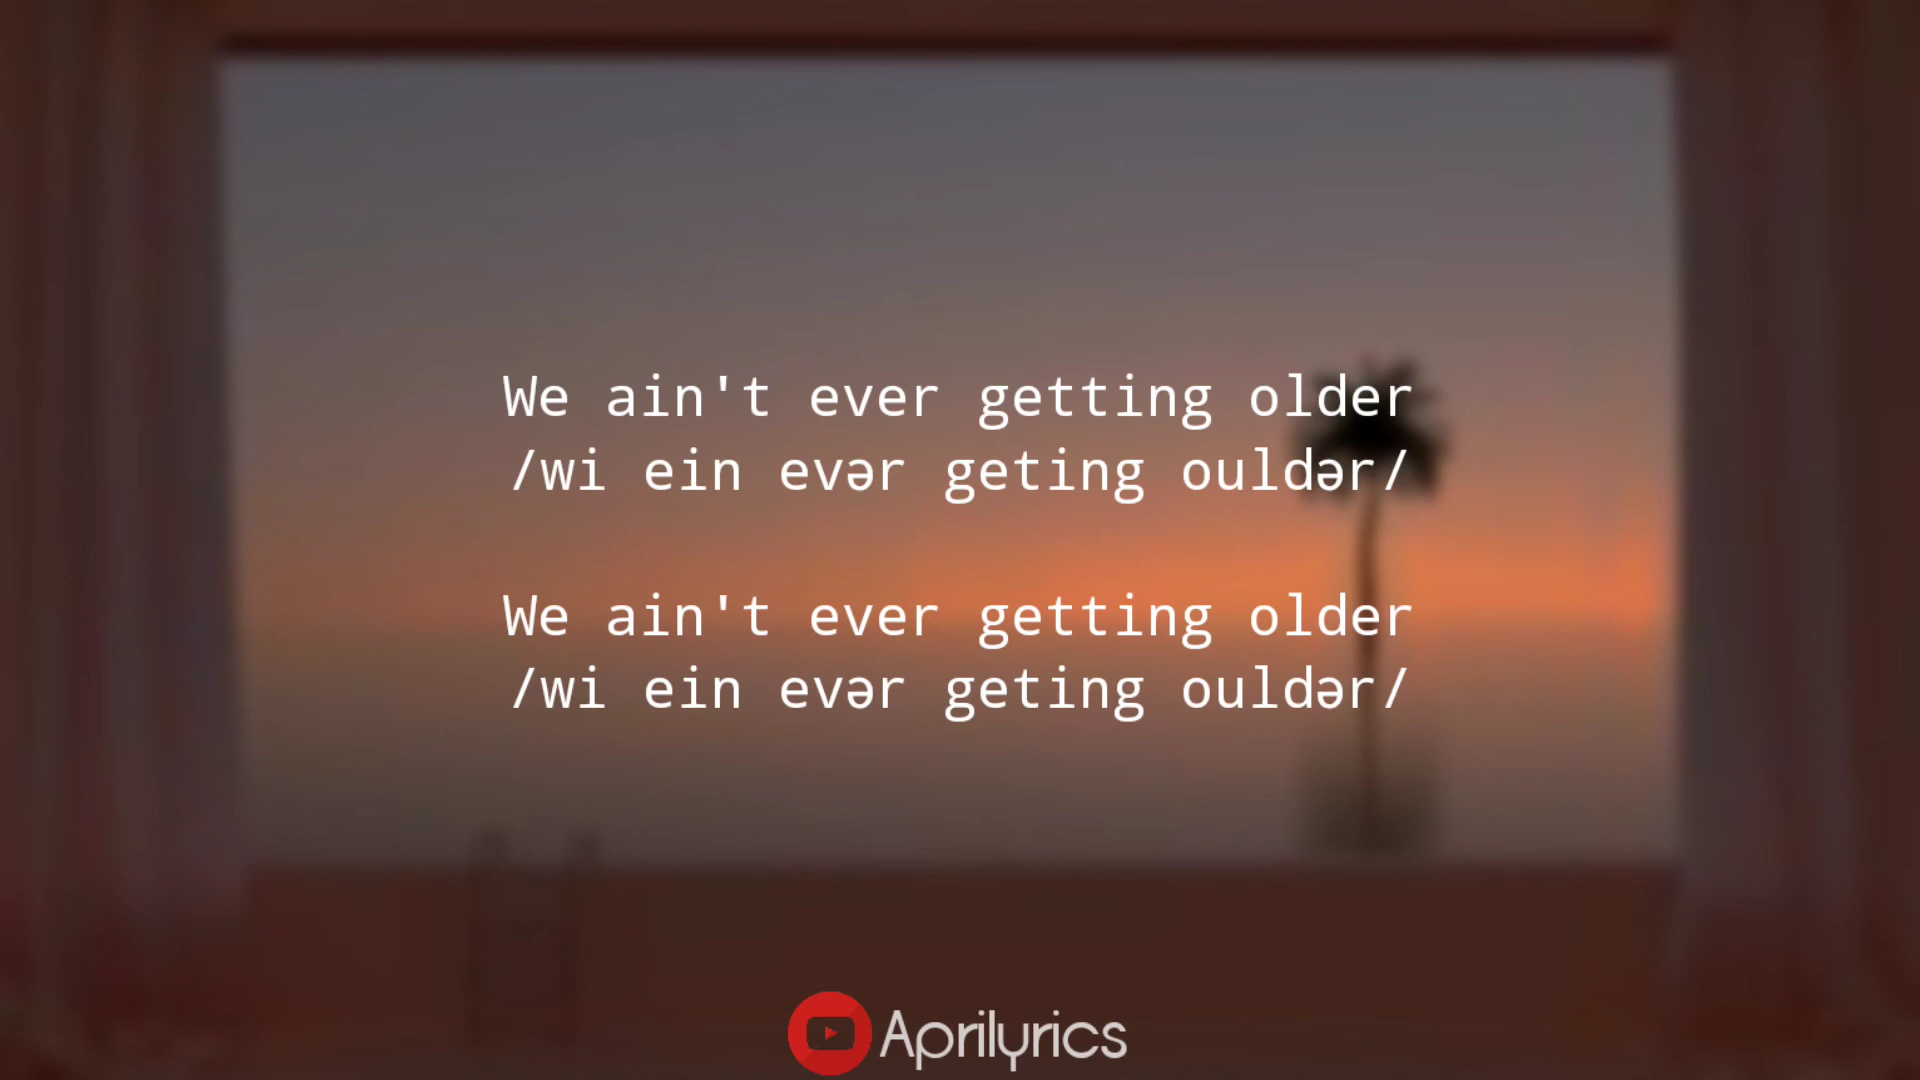 We ain't ever getting older
/wi ein evər geting ouldər/
We ain't ever getting older
/wi ein evər geting ouldər/
Aprilyrics